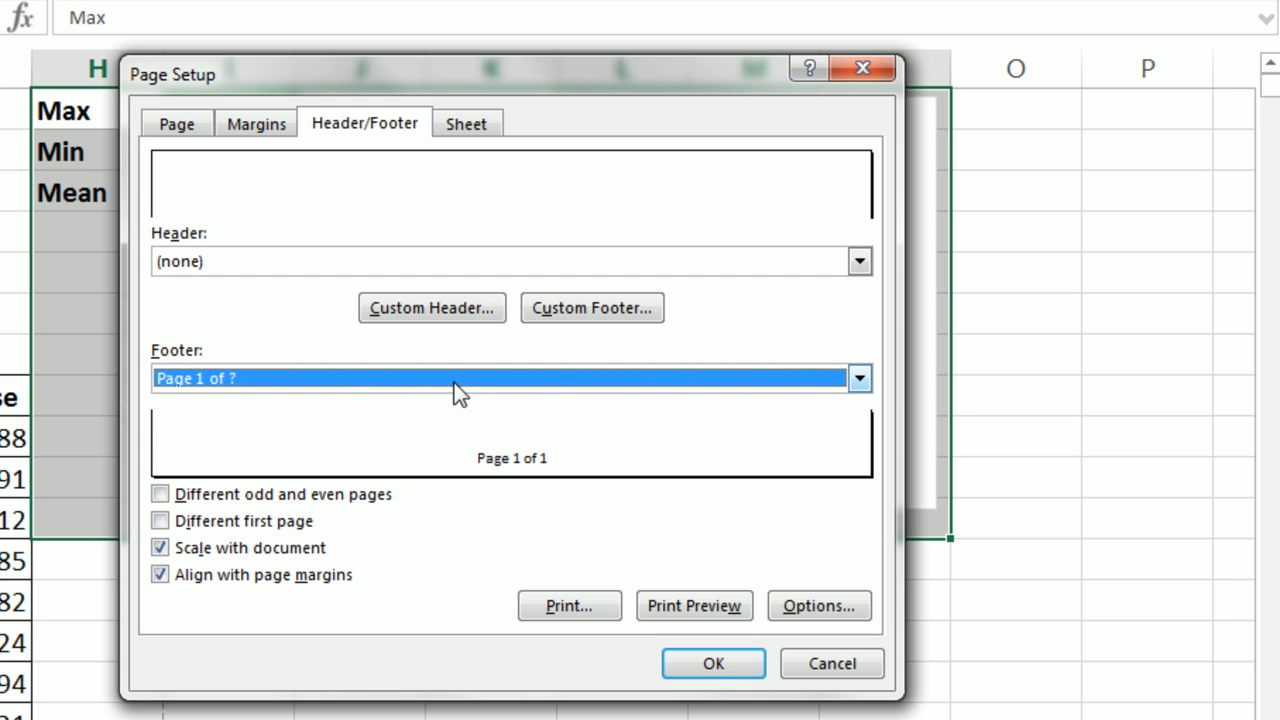 fx Max
H O P
Page Setup ?
Page Margins Header/Footer Sheet
Max
Min
Mean
Header:
(none)
Custom Header... Custom Footer...
Footer:
Page 1 of ?
Page 1 of 1
Different odd and even pages
Different first page
Scale with document
Align with page margins
Print... Print Preview Options...
OK Cancel
se
88
91
12
85
82
24
94